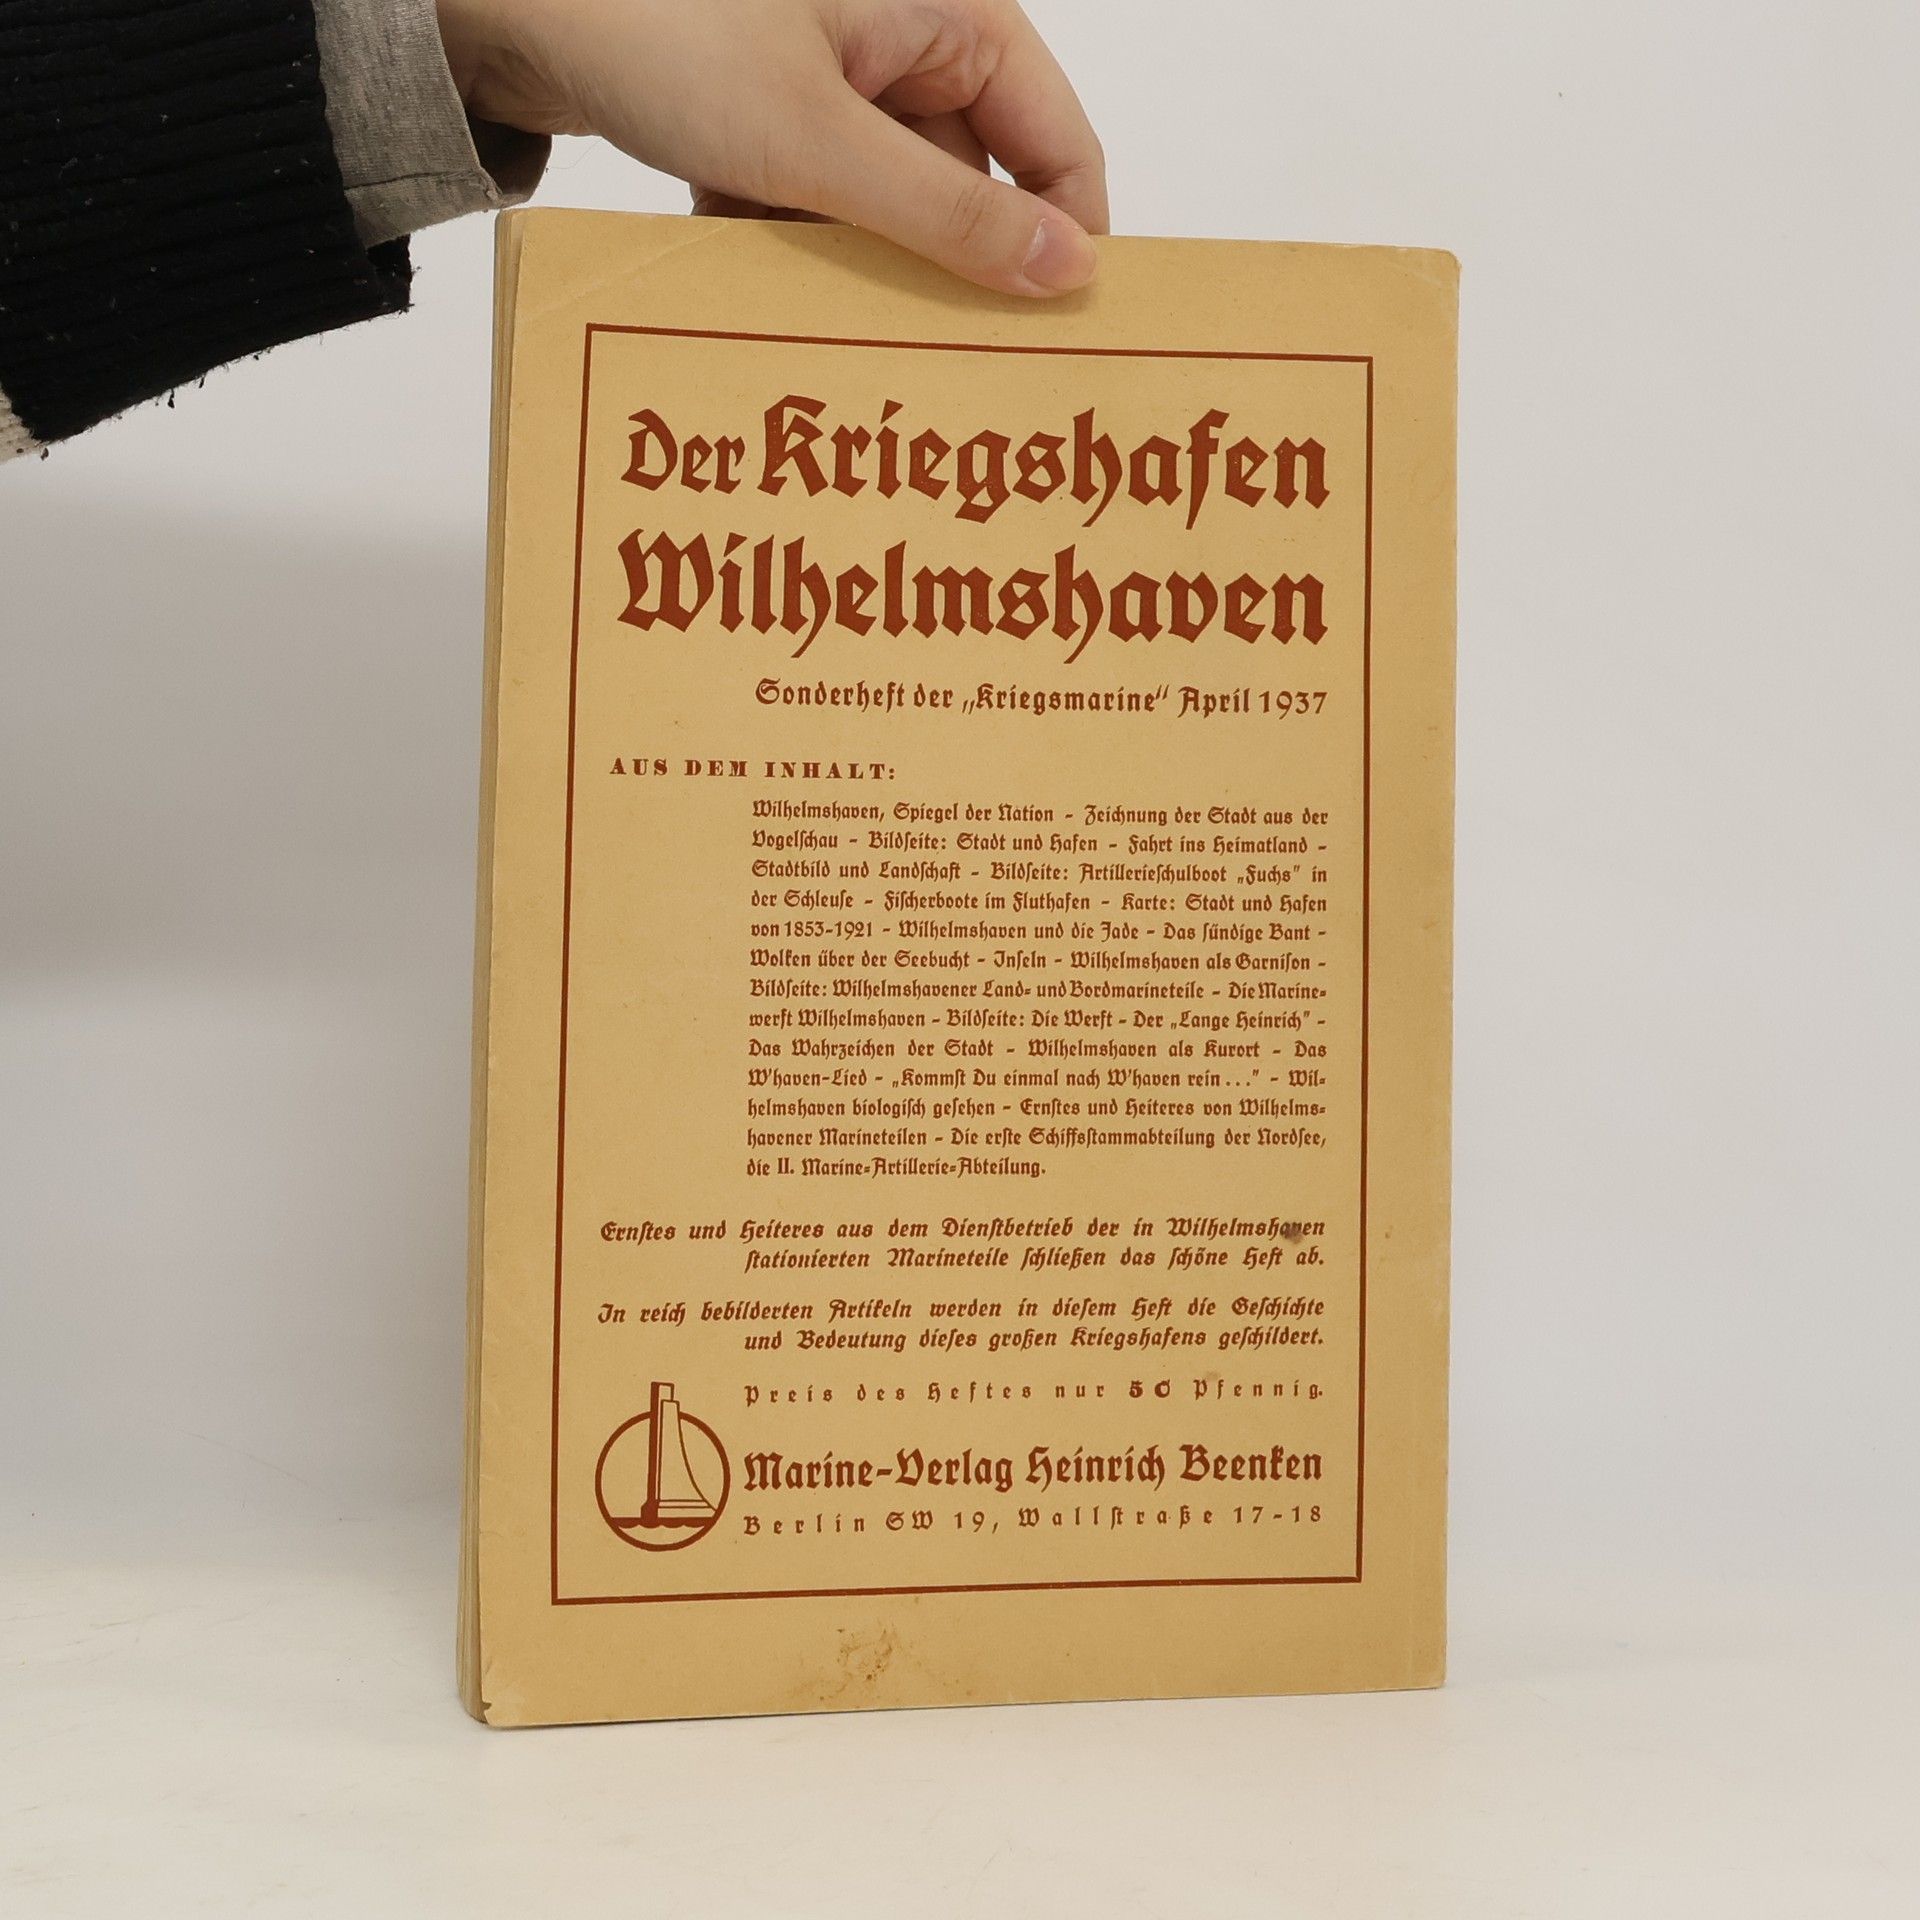 Der Kriegshafen
Wilhelmshaven
Sonderheft der „Kriegsmarine“ April 1937
AUS DEM INHALT:
Wilhelmshaven, Spiegel der Nation - Zeichnung der Stadt aus der
Vogelschau - Bildseite: Stadt und Hafen - Fahrt ins Heimatland -
Stadtbild und Landschaft - Bildseite: Artillerieschulboot „Fuchs“ in
der Schleuse - Fischerboote im Fluthafen - Karte: Stadt und Hafen
von 1853-1921 - Wilhelmshaven und die Jade - Das sündige Bant -
Wolken über der Seebucht - Inseln - Wilhelmshaven als Garnison -
Bildseite: Wilhelmshavener Land- und Bordmarineteile - Die Marine-
werft Wilhelmshaven - Bildseite: Die Werft - Der „Lange Heinrich“ -
Das Wahrzeichen der Stadt - Wilhelmshaven als Kurort - Das
W'haven-Lied - „Kommst Du einmal nach W'haven rein ...“ - Wil-
helmshaven biologisch gesehen - Ernstes und Heiteres von Wilhelms-
havener Marineteilen - Die erste Schiffsstammabteilung der Nordsee,
die II. Marine-Artillerie-Abteilung.
Ernstes und Heiteres aus dem Dienstbetrieb der in Wilhelmshaven
stationierten Marineteile schließen das schöne Heft ab.
In reich bebilderten Artikeln werden in diesem Heft die Geschichte
und Bedeutung dieses großen Kriegshafens geschildert.
Preis des Heftes nur 50 Pfennig.
Marine-Verlag Heinrich Beenken
Berlin SW 19, Wallstraße 17-18